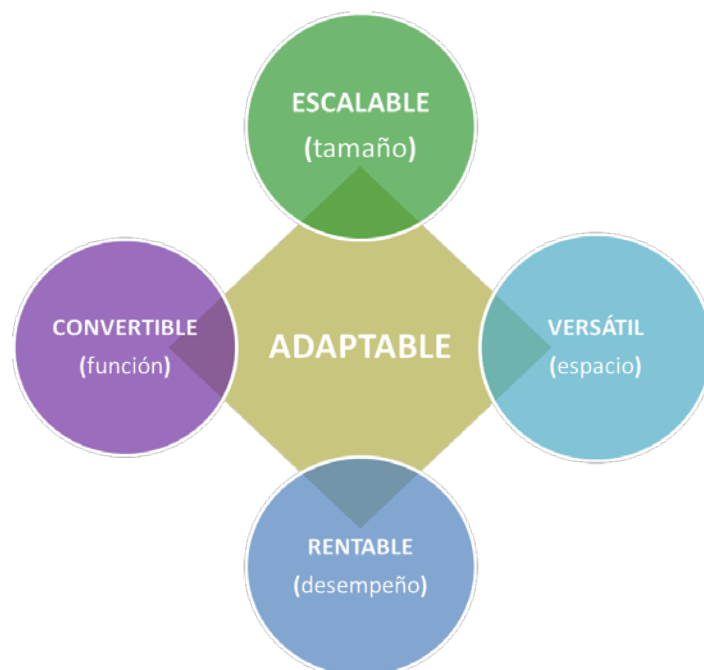 ESCALABLE
(tamaño)
CONVERTIBLE
(función)
ADAPTABLE
VERSÁTIL
(espacio)
RENTABLE
(desempeño)